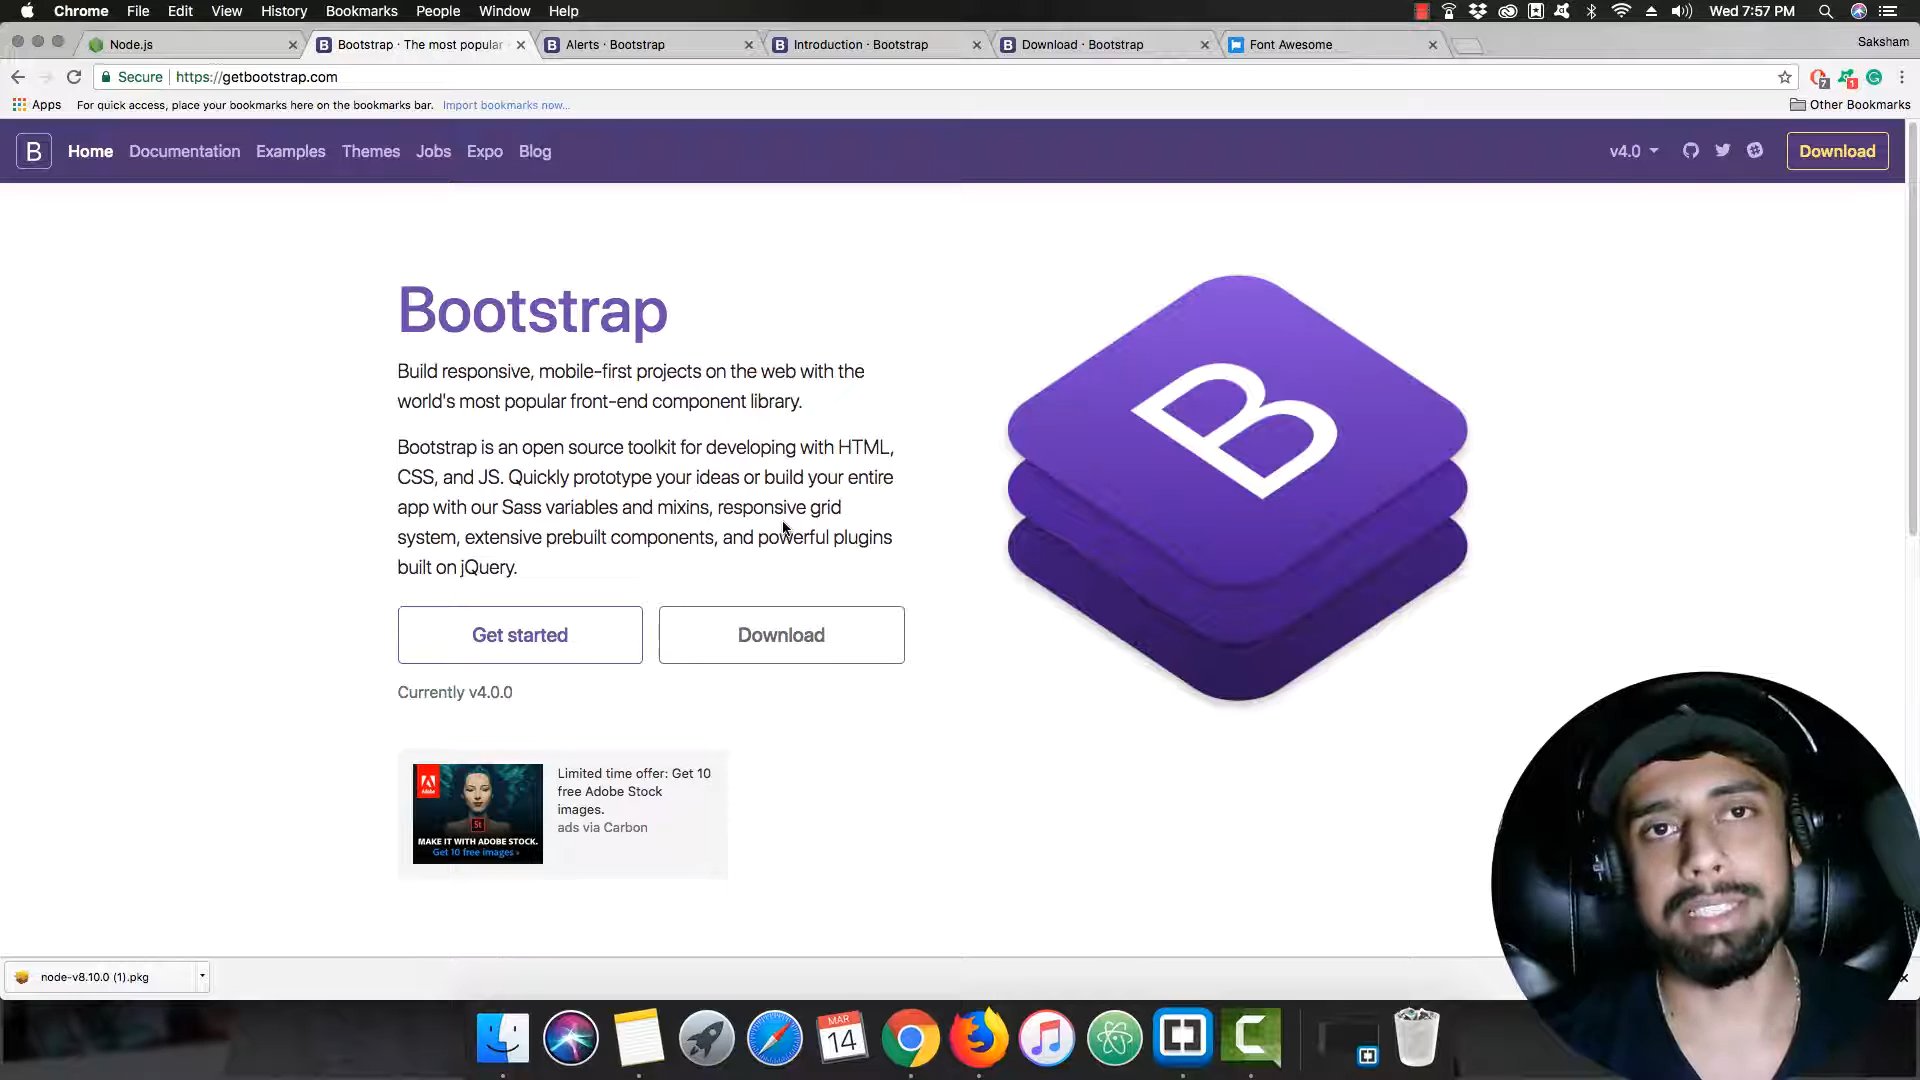 Chrome File Edit View History Bookmarks People Window Help
Wed 7:57 PM
Node.js
Bootstrap · The most popular
Alerts · Bootstrap
Introduction · Bootstrap
Download · Bootstrap
Font Awesome
Saksham
Secure https://getbootstrap.com
7
1
Apps For quick access, place your bookmarks here on the bookmarks bar. Import bookmarks now...
Other Bookmarks
B Home Documentation Examples Themes Jobs Expo Blog
v4.0
Download
Bootstrap
Build responsive, mobile-first projects on the web with the
world's most popular front-end component library.
Bootstrap is an open source toolkit for developing with HTML,
CSS, and JS. Quickly prototype your ideas or build your entire
app with our Sass variables and mixins, responsive grid
system, extensive prebuilt components, and powerful plugins
built on jQuery.
Get started
Download
Currently v4.0.0
B
Adobe
St
MAKE IT WITH ADOBE STOCK.
Get 10 free images ›
Limited time offer: Get 10
free Adobe Stock
images.
ads via Carbon
node-v8.10.0 (1).pkg
MAR
14